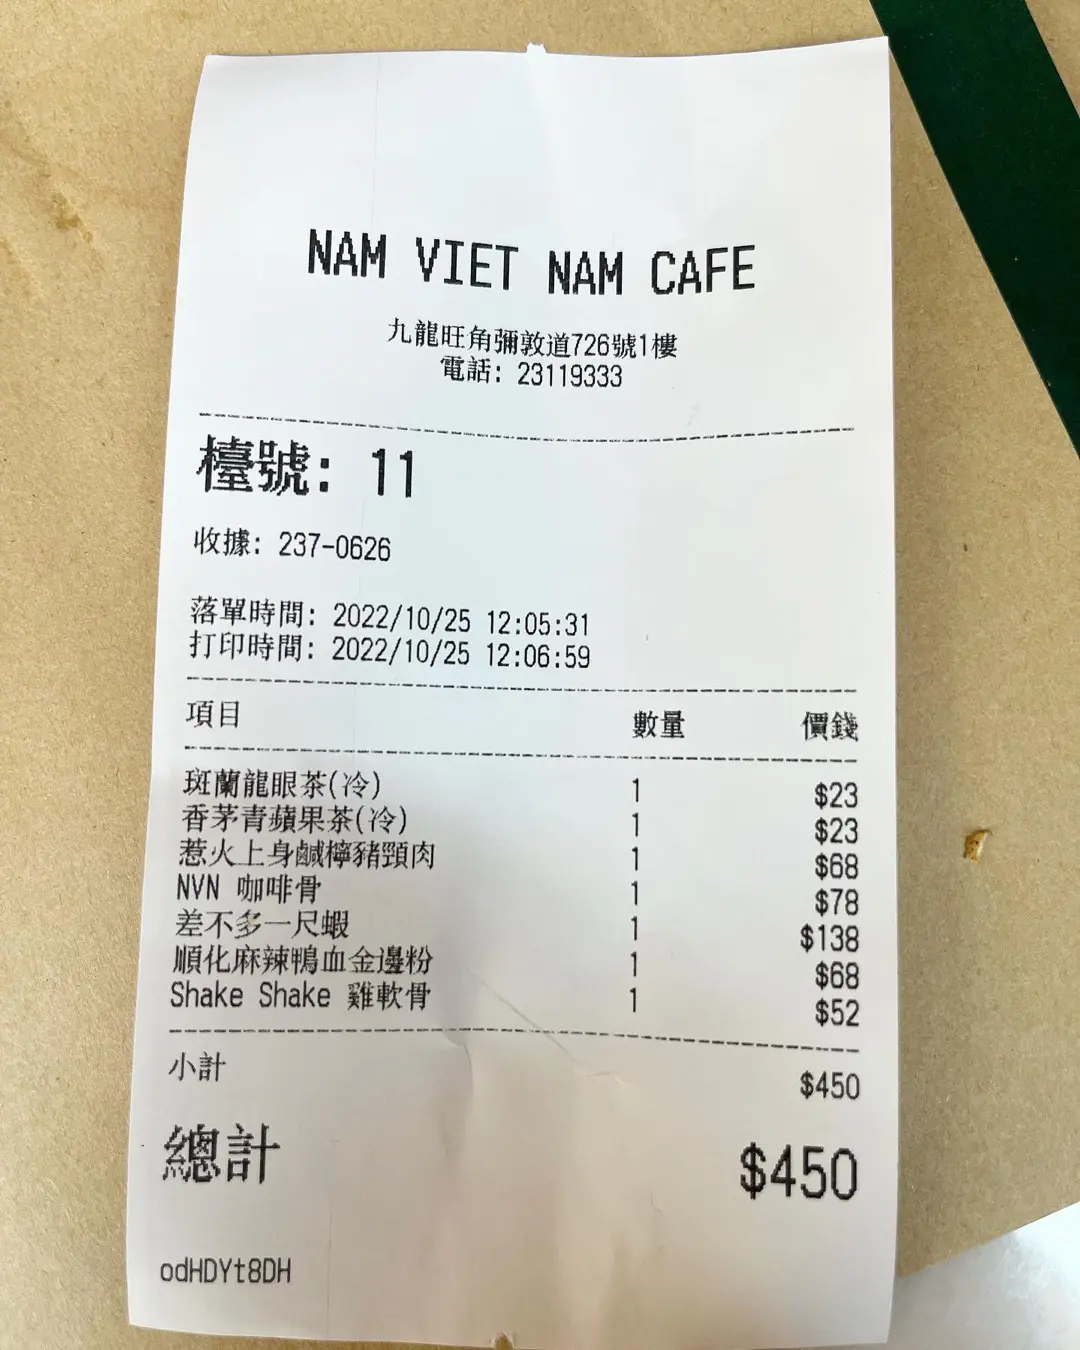 NAM VIET NAM CAFE
九龍旺角彌敦道726號1樓
電話: 23119333
檯號: 11
收據: 237-0626
落單時間: 2022/10/25 12:05:31
打印時間: 2022/10/25 12:06:59
項目 數量 價錢
斑蘭龍眼茶(冷) 1 $23
香茅青蘋果茶(冷) 1 $23
惹火上身鹹檸豬頸肉 1 $68
NVN 咖啡骨 1 $78
差不多一尺蝦 1 $138
順化麻辣鴨血金邊粉 1 $68
Shake Shake 雞軟骨 1 $52
小計 $450
總計 $450
odHDYt8DH